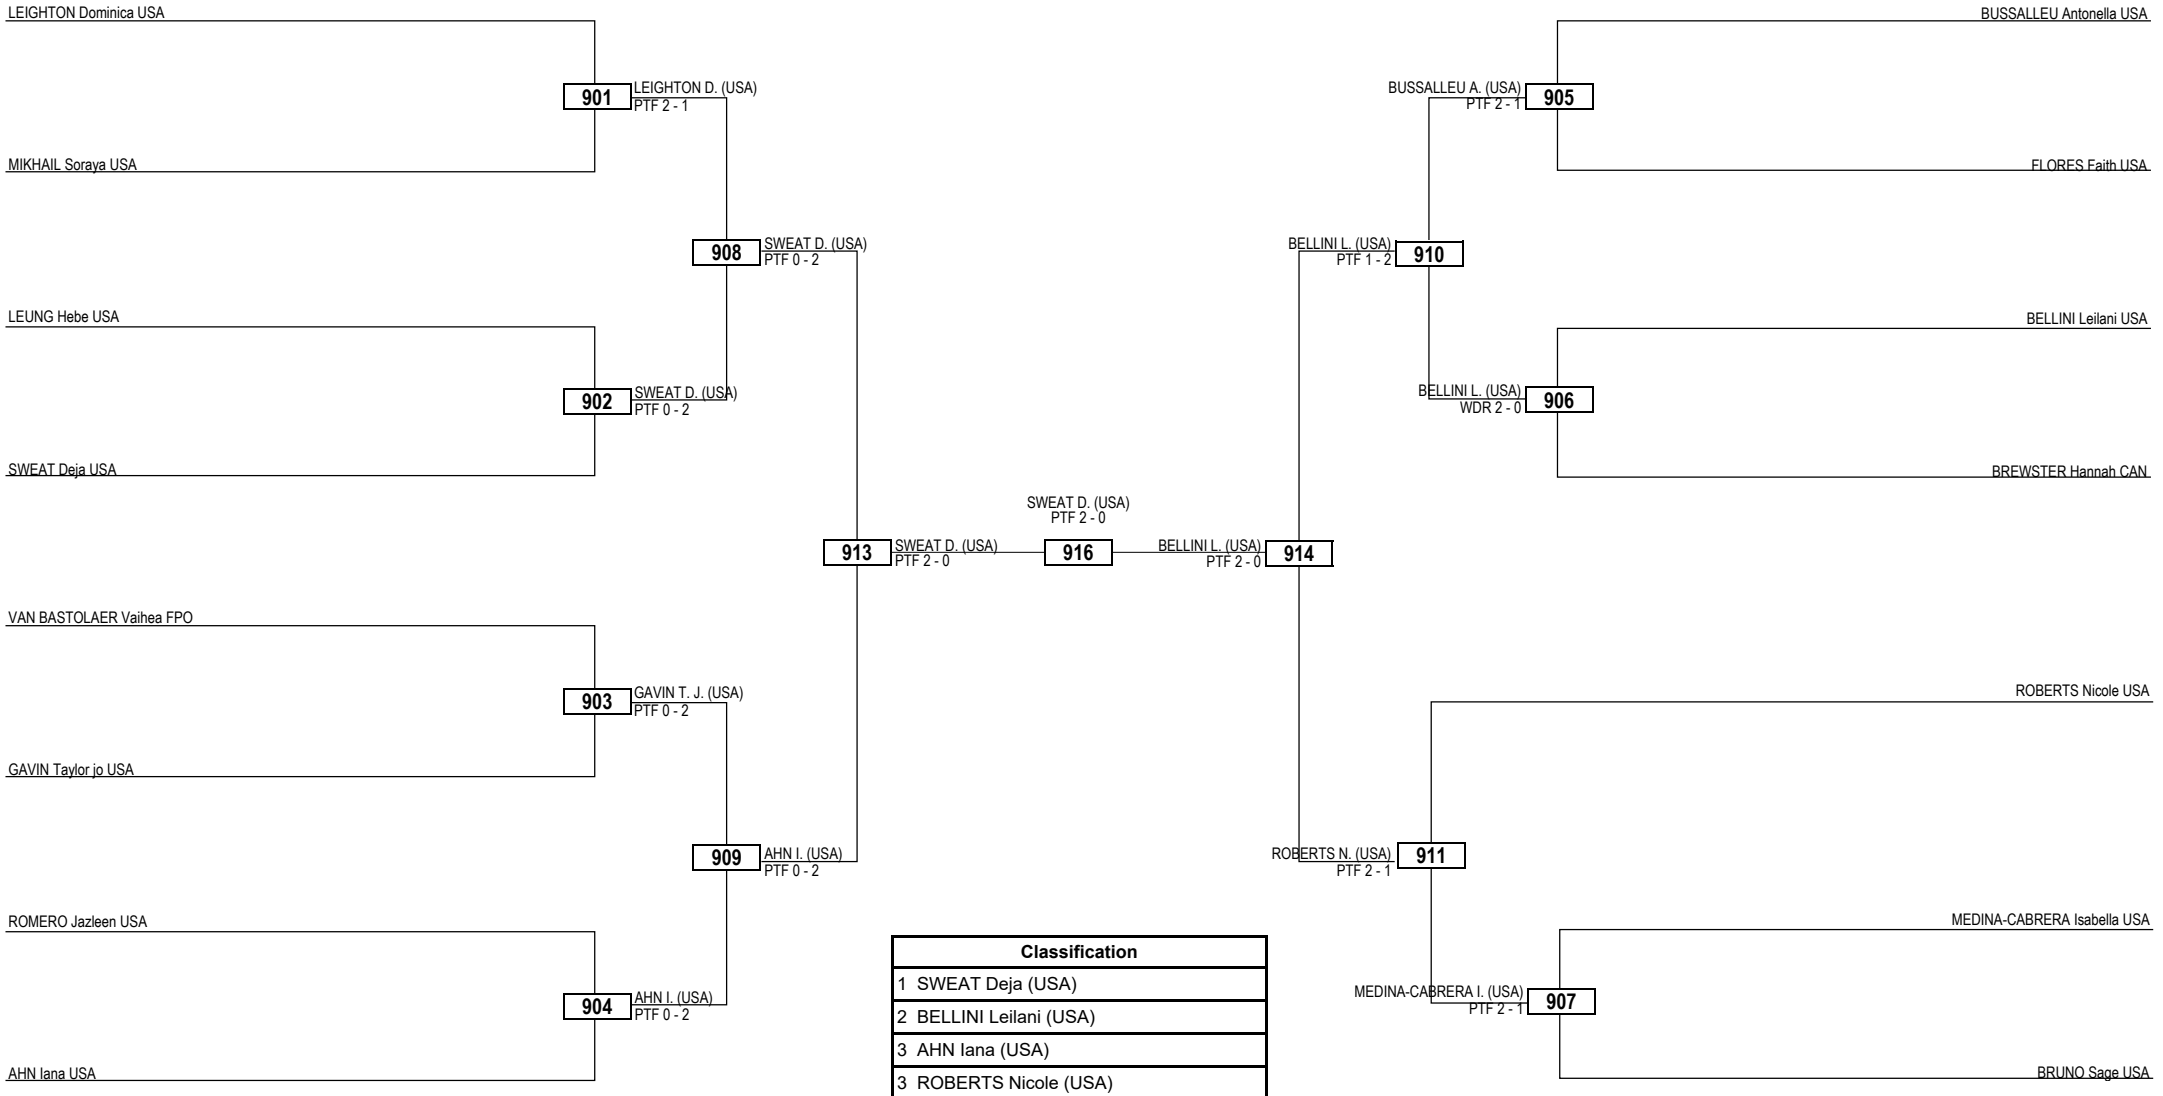 LEIGHTON Dominica USA
BUSSALLEU Antonella USA
901
LEIGHTON D. (USA)
PTF 2 - 1
BUSSALLEU A. (USA)
PTF 2 - 1
905
MIKHAIL Soraya USA
FLORES Faith USA
908
SWEAT D. (USA)
PTF 0 - 2
BELLINI L. (USA)
PTF 1 - 2
910
LEUNG Hebe USA
BELLINI Leilani USA
902
SWEAT D. (USA)
PTF 0 - 2
BELLINI L. (USA)
WDR 2 - 0
906
SWEAT Deja USA
BREWSTER Hannah CAN
SWEAT D. (USA)
PTF 2 - 0
913
SWEAT D. (USA)
PTF 2 - 0
916
BELLINI L. (USA)
PTF 2 - 0
914
VAN BASTOLAER Vaihea FPO
903
GAVIN T. J. (USA)
PTF 0 - 2
ROBERTS Nicole USA
GAVIN Taylor jo USA
909
AHN I. (USA)
PTF 0 - 2
ROBERTS N. (USA)
PTF 2 - 1
911
ROMERO Jazleen USA
MEDINA-CABRERA Isabella USA
904
AHN I. (USA)
PTF 0 - 2
MEDINA-CABRERA I. (USA)
PTF 2 - 1
907
AHN Iana USA
BRUNO Sage USA
Classification
1 SWEAT Deja (USA)
2 BELLINI Leilani (USA)
3 AHN Iana (USA)
3 ROBERTS Nicole (USA)